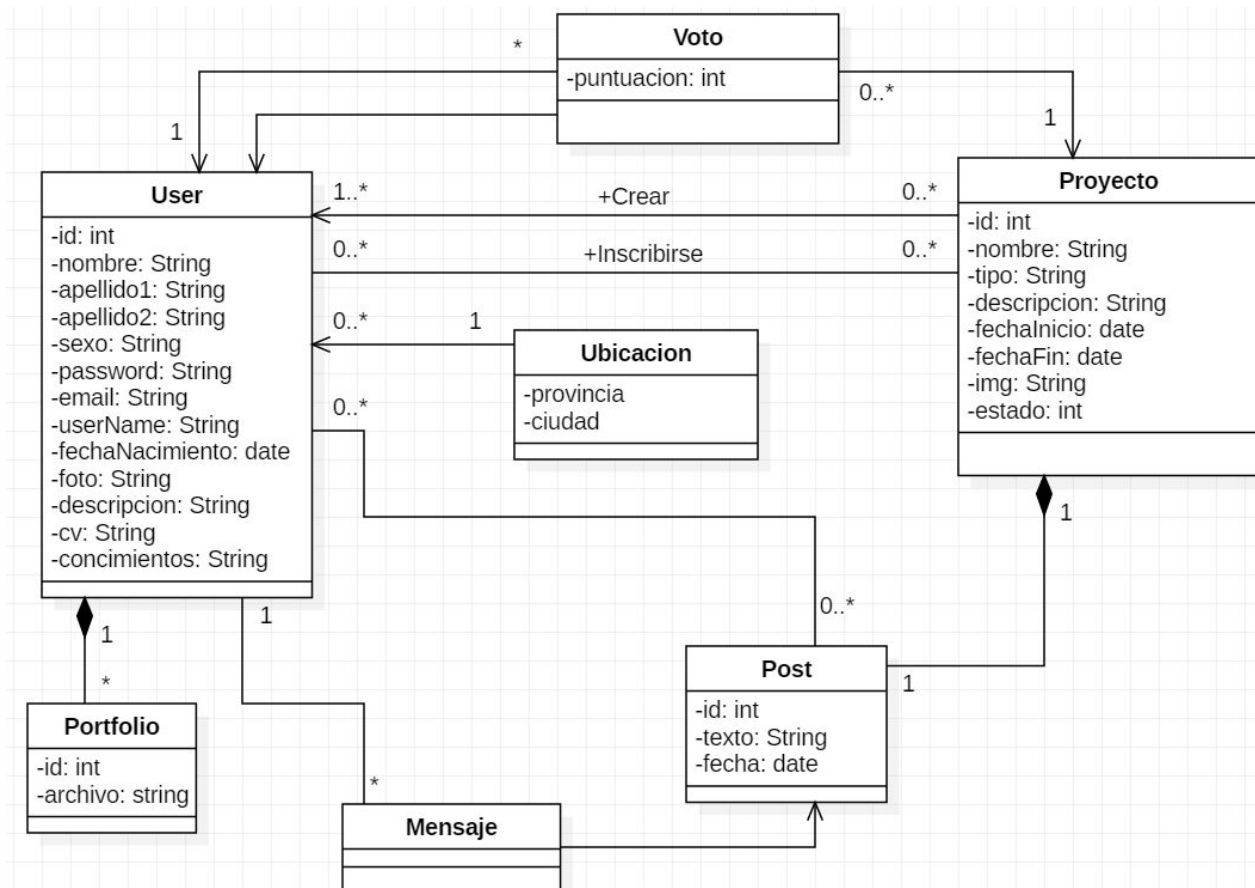 Voto
-puntuacion: int
*
0..*
1
1
User
-id: int
-nombre: String
-apellido1: String
-apellido2: String
-sexo: String
-password: String
-email: String
-userName: String
-fechaNacimiento: date
-foto: String
-descripcion: String
-cv: String
-concimientos: String
1..*
+Crear
0..*
0..*
+Inscribirse
0..*
Proyecto
-id: int
-nombre: String
-tipo: String
-descripcion: String
-fechaInicio: date
-fechaFin: date
-img: String
-estado: int
0..*
1
Ubicacion
-provincia
-ciudad
0..*
1
0..*
1
1
*
Portfolio
-id: int
-archivo: string
1
Post
-id: int
-texto: String
-fecha: date
*
Mensaje